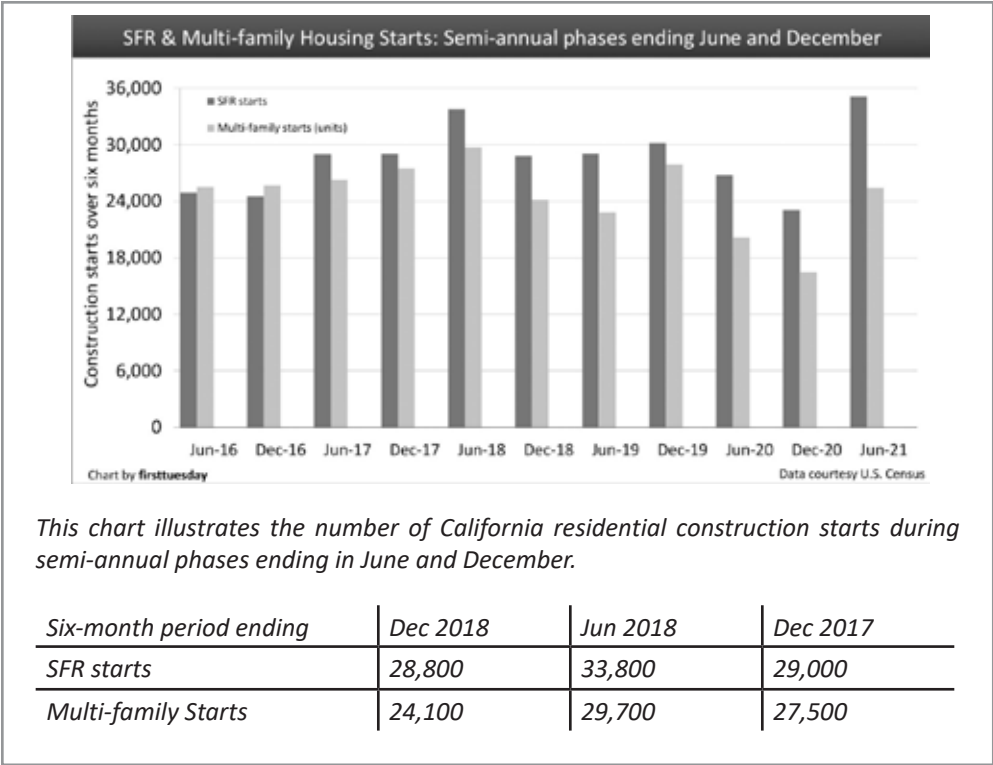 SFR & Multi-family Housing Starts: Semi-annual phases ending June and December
Construction starts over six months
36,000
30,000
24,000
18,000
12,000
6,000
0
SFR starts
Multi-family starts (units)
Jun-16 Dec-16 Jun-17 Dec-17 Jun-18 Dec-18 Jun-19 Dec-19 Jun-20 Dec-20 Jun-21
Chart by firsttuesday Data courtesy U.S. Census
This chart illustrates the number of California residential construction starts during
semi-annual phases ending in June and December.
Six-month period ending Dec 2018 Jun 2018 Dec 2017
SFR starts 28,800 33,800 29,000
Multi-family Starts 24,100 29,700 27,500